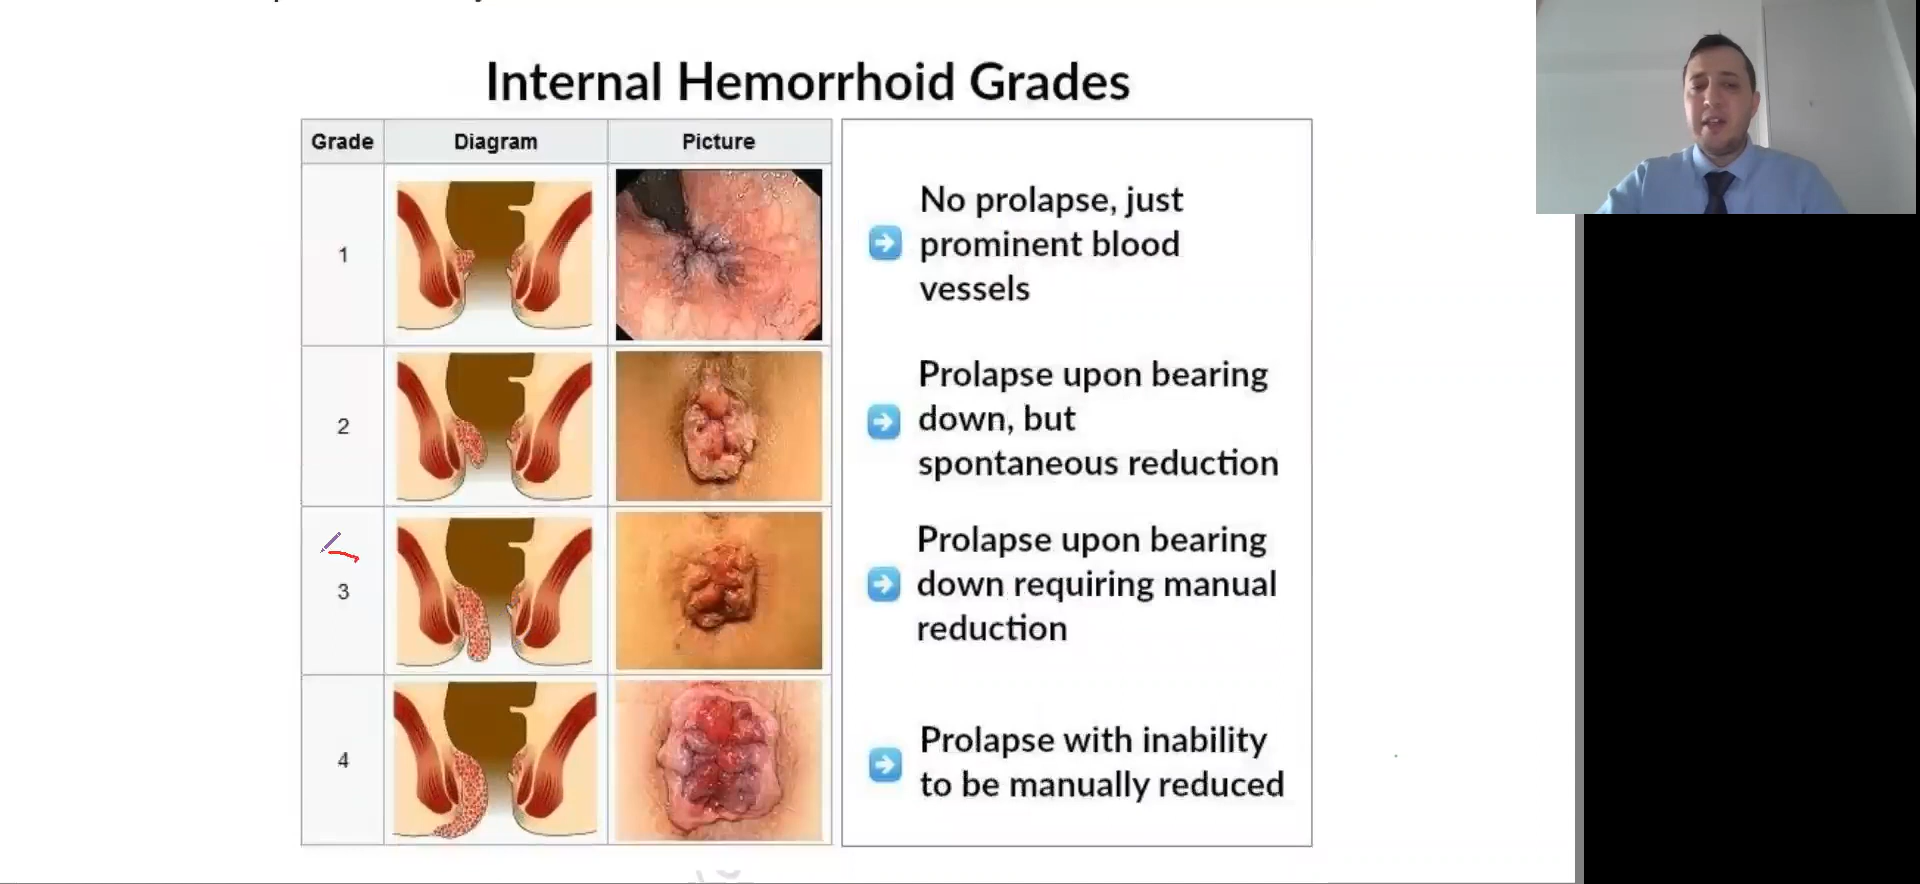 Internal Hemorrhoid Grades
Grade Diagram Picture
1
No prolapse, just
prominent blood
vessels
2
Prolapse upon bearing
down, but
spontaneous reduction
3
Prolapse upon bearing
down requiring manual
reduction
4
Prolapse with inability
to be manually reduced